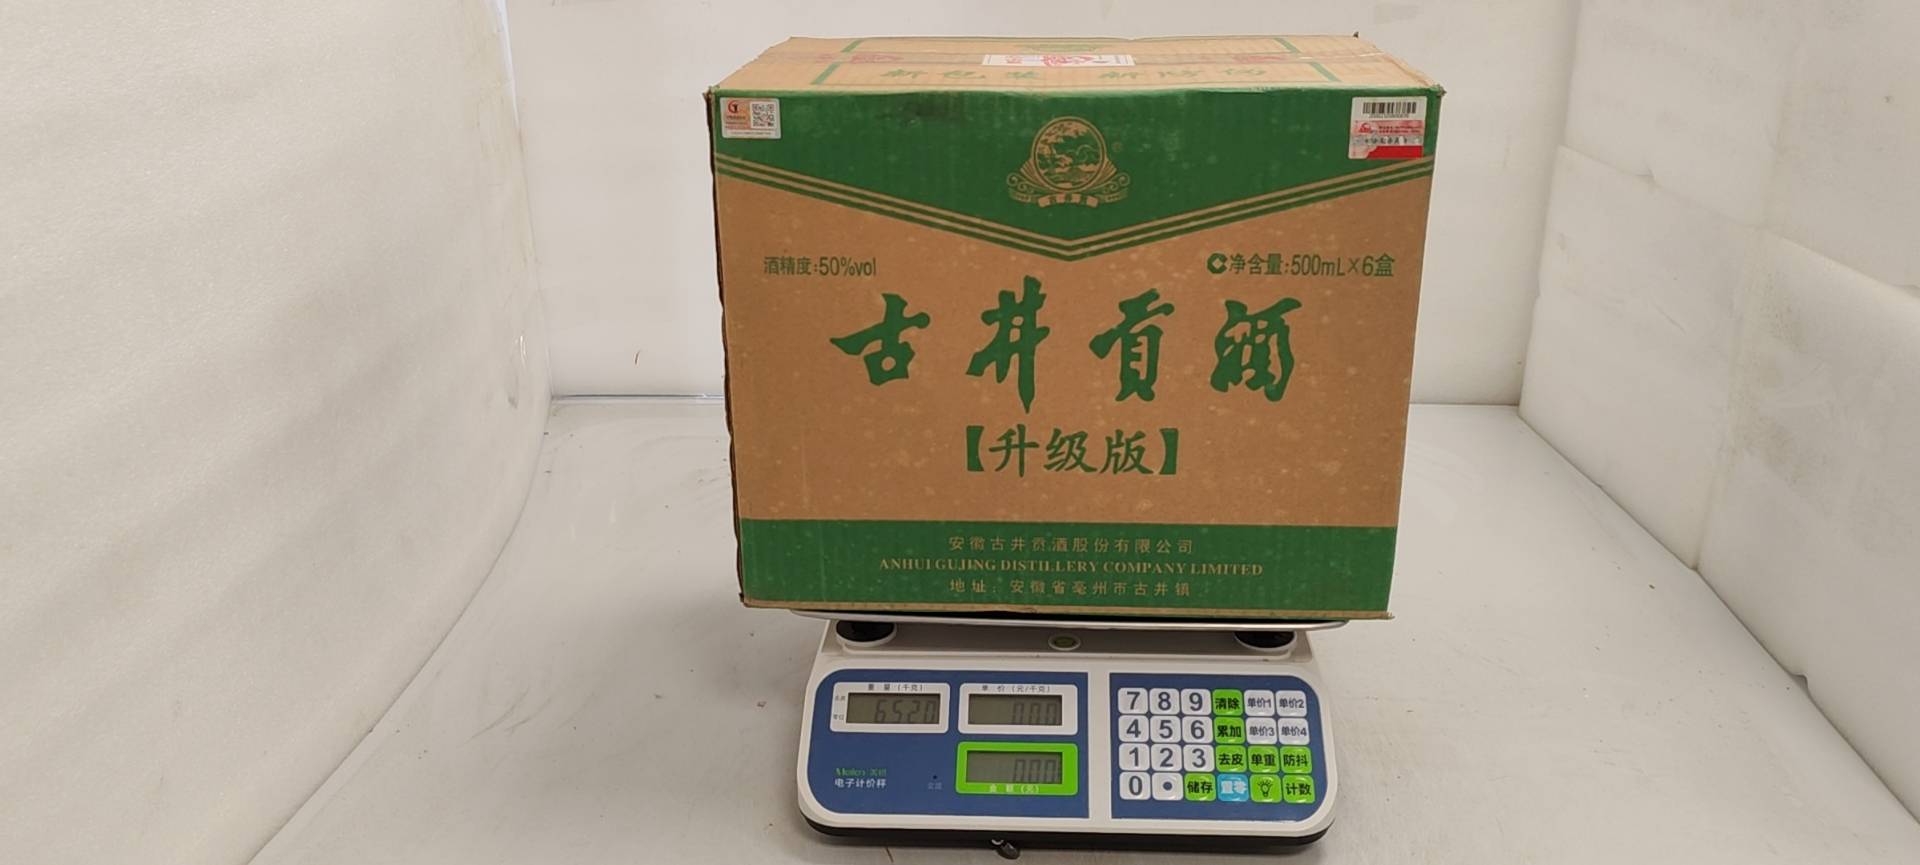 新包装 新防伪
酒精度:50%vol
净含量:500mL×6盒
古井贡酒
【升级版】
安徽古井贡酒股份有限公司
ANHUI GUJING DISTILLERY COMPANY LIMITED
地址：安徽省亳州市古井镇
重量(千克)
单价(元/千克)
6.520
0.00
0.00
金额(元)
电子计价秤
7 8 9 清除 单价1 单价2
4 5 6 累加 单价3 单价4
1 2 3 去皮 单重 防抖
0 • 储存 置零 计数